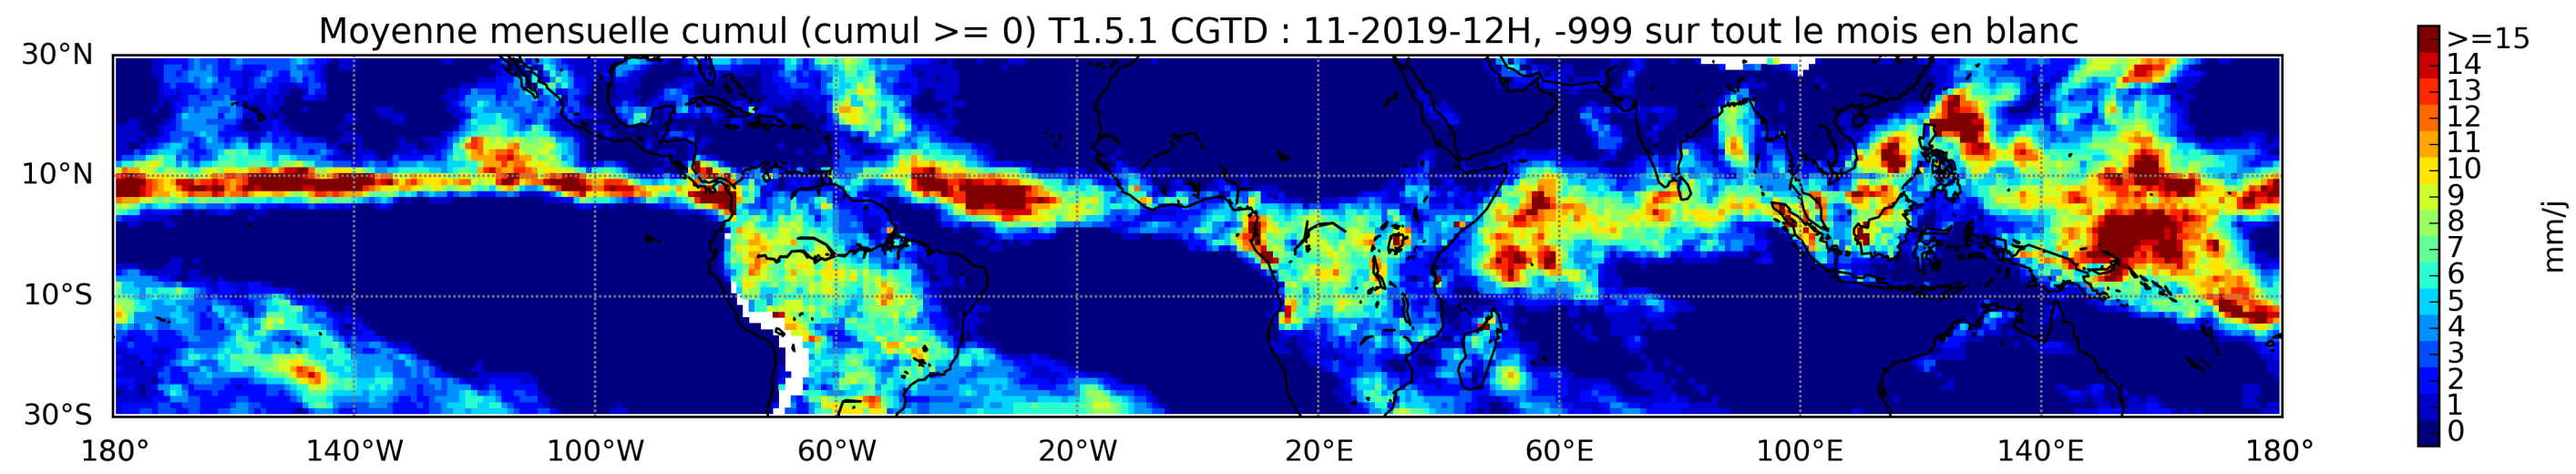 Moyenne mensuelle cumul (cumul >= 0) T1.5.1 CGTD : 11-2019-12H, -999 sur tout le mois en blanc
30°N
10°N
10°S
30°S
180°
140°W
100°W
60°W
20°W
20°E
60°E
100°E
140°E
180°
>=15
14
13
12
11
10
9
8
7
6
5
4
3
2
1
0
mm/j